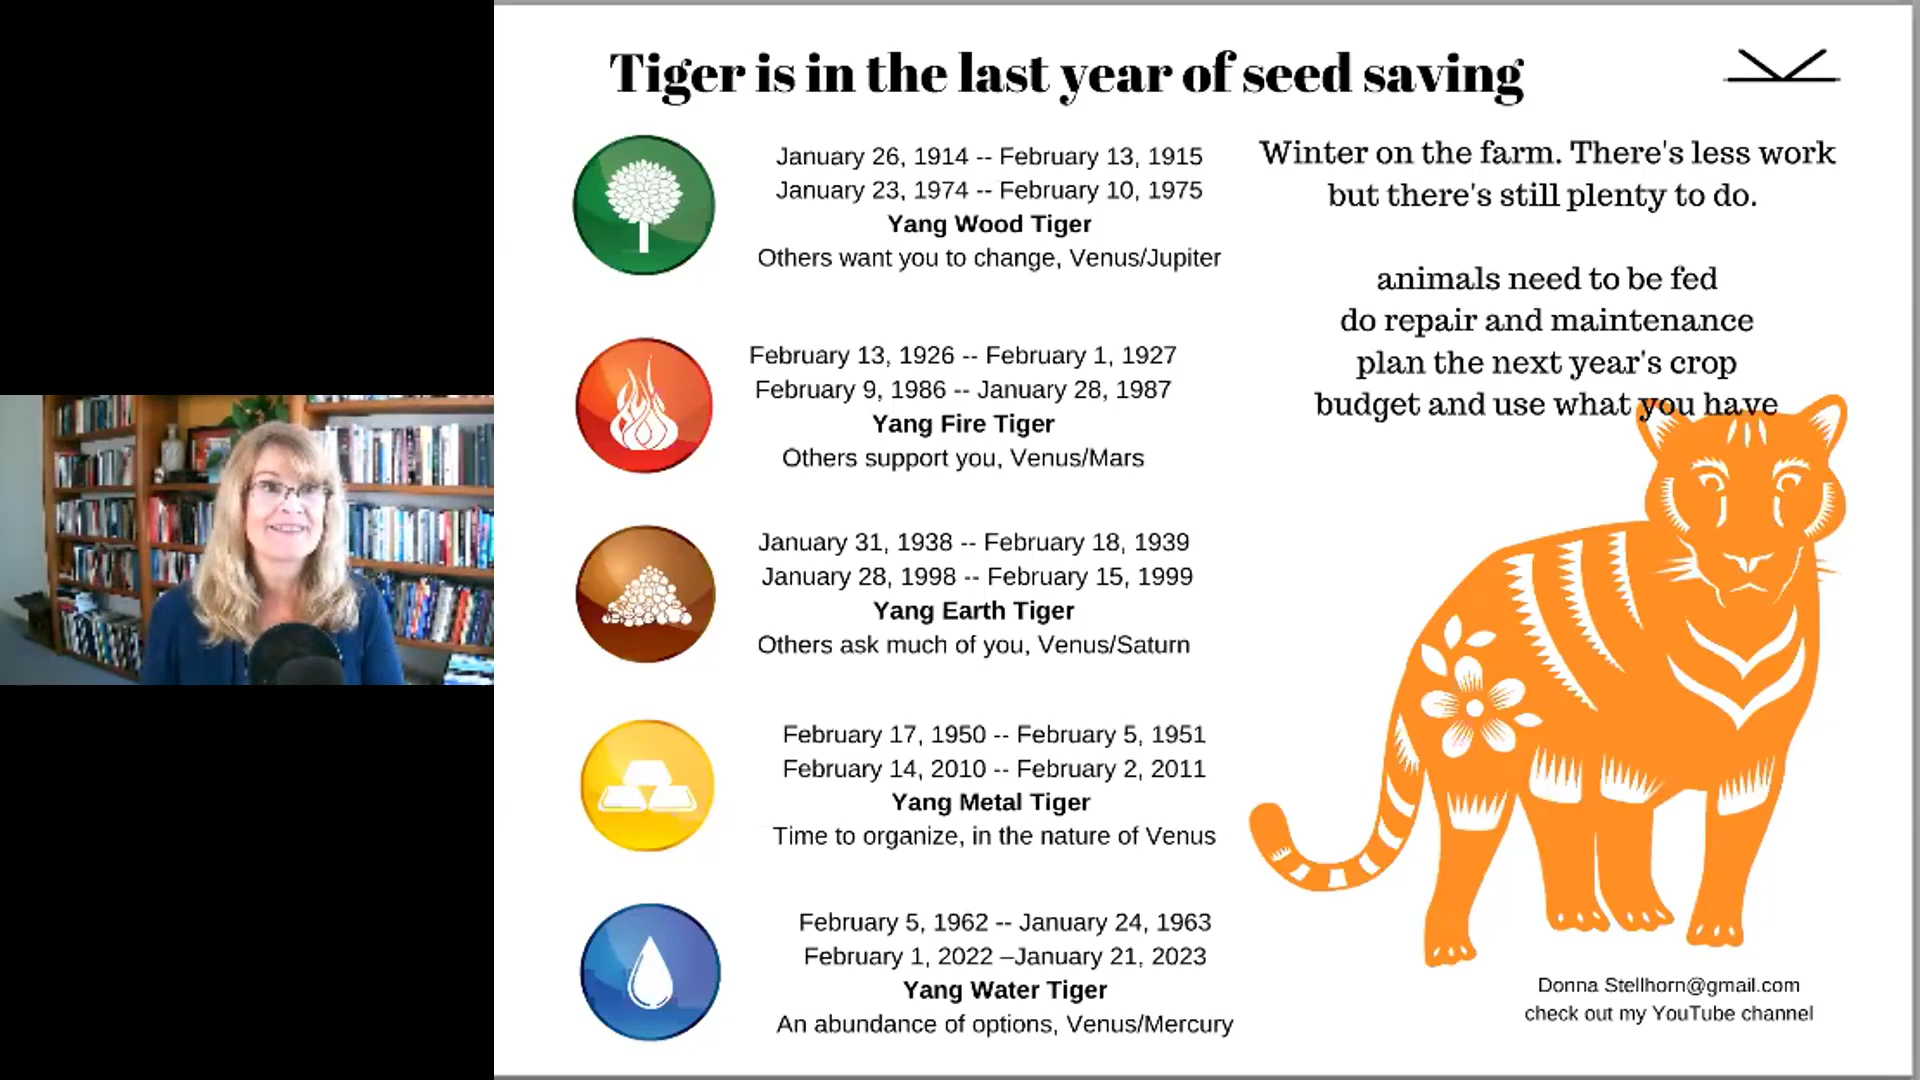 Tiger is in the last year of seed saving
January 26, 1914 -- February 13, 1915
January 23, 1974 -- February 10, 1975
Yang Wood Tiger
Others want you to change, Venus/Jupiter
February 13, 1926 -- February 1, 1927
February 9, 1986 -- January 28, 1987
Yang Fire Tiger
Others support you, Venus/Mars
January 31, 1938 -- February 18, 1939
January 28, 1998 -- February 15, 1999
Yang Earth Tiger
Others ask much of you, Venus/Saturn
February 17, 1950 -- February 5, 1951
February 14, 2010 -- February 2, 2011
Yang Metal Tiger
Time to organize, in the nature of Venus
February 5, 1962 -- January 24, 1963
February 1, 2022 –January 21, 2023
Yang Water Tiger
An abundance of options, Venus/Mercury
Winter on the farm. There's less work
but there's still plenty to do.
animals need to be fed
do repair and maintenance
plan the next year's crop
budget and use what you have
Donna Stellhorn@gmail.com
check out my YouTube channel